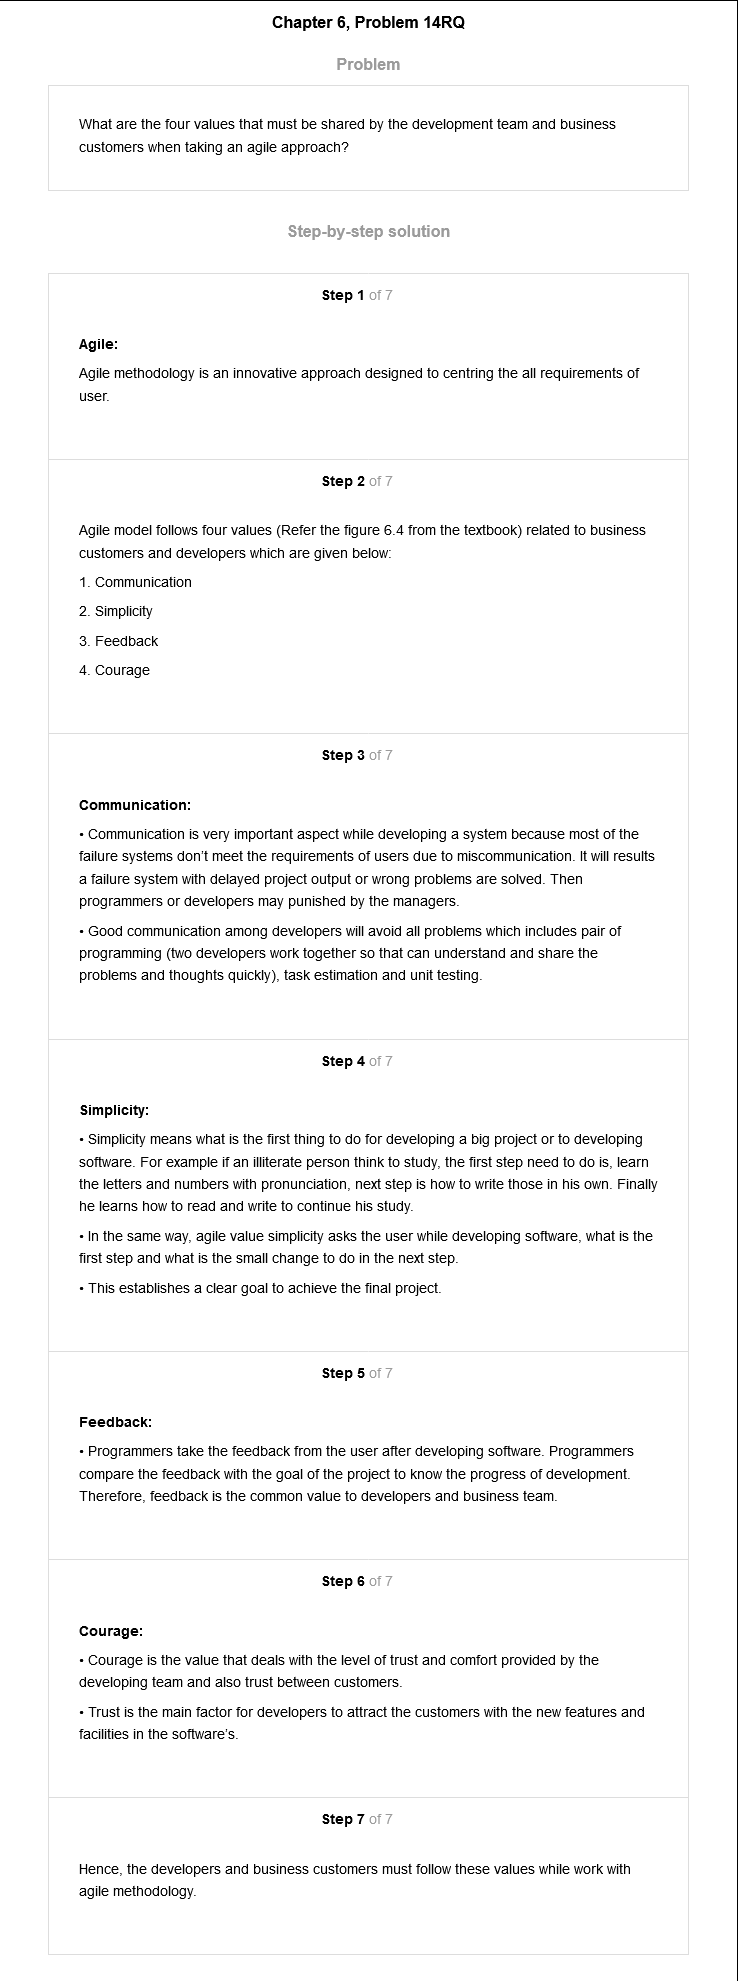 Chapter 6, Problem 14RQ
Problem
What are the four values that must be shared by the development team and business
customers when taking an agile approach?
Step-by-step solution
Step 1 of 7
Agile:
Agile methodology is an innovative approach designed to centring the all requirements of
user.
Step 2 of 7
Agile model follows four values (Refer the figure 6.4 from the textbook) related to business
customers and developers which are given below:
1. Communication
2. Simplicity
3. Feedback
4. Courage
Step 3 of 7
Communication:
• Communication is very important aspect while developing a system because most of the
failure systems don't meet the requirements of users due to miscommunication. It will results
a failure system with delayed project output or wrong problems are solved. Then
programmers or developers may punished by the managers.
• Good communication among developers will avoid all problems which includes pair of
programming (two developers work together so that can understand and share the
problems and thoughts quickly), task estimation and unit testing.
Step 4 of 7
Simplicity:
• Simplicity means what is the first thing to do for developing a big project or to developing
software. For example if an illiterate person think to study, the first step need to do is, learn
the letters and numbers with pronunciation, next step is how to write those in his own. Finally
he learns how to read and write to continue his study.
• In the same way, agile value simplicity asks the user while developing software, what is the
first step and what is the small change to do in the next step.
• This establishes a clear goal to achieve the final project.
Step 5 of 7
Feedback:
• Programmers take the feedback from the user after developing software. Programmers
compare the feedback with the goal of the project to know the progress of development.
Therefore, feedback is the common value to developers and business team.
Step 6 of 7
Courage:
• Courage is the value that deals with the level of trust and comfort provided by the
developing team and also trust between customers.
• Trust is the main factor for developers to attract the customers with the new features and
facilities in the software's.
Step 7 of 7
Hence, the developers and business customers must follow these values while work with
agile methodology.